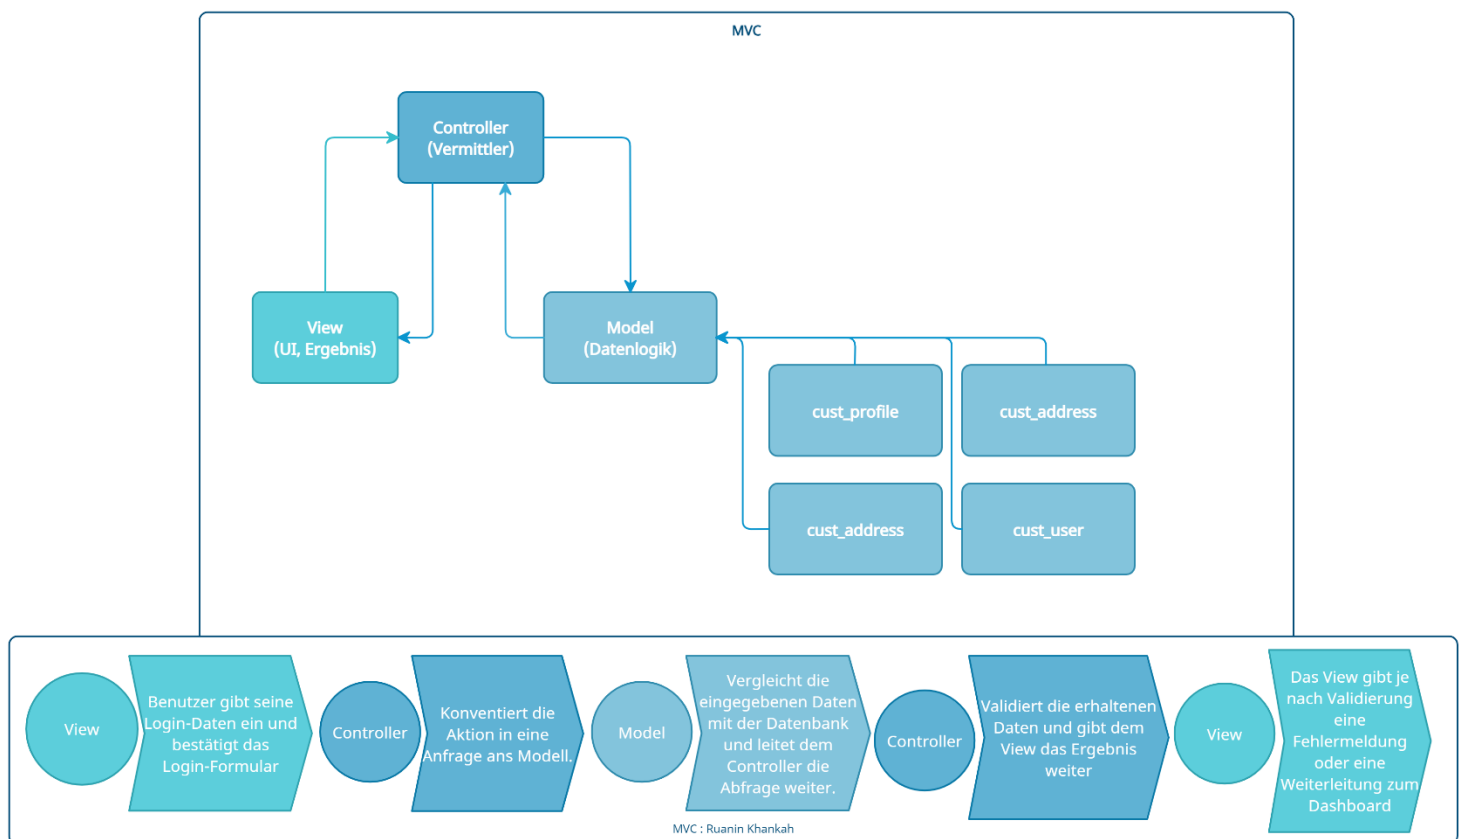 MVC
Controller
(Vermittler)
View
(UI, Ergebnis)
Model
(Datenlogik)
cust_profile
cust_address
cust_address
cust_user
View
Benutzer gibt seine
Login-Daten ein und
bestätigt das
Login-Formular
Controller
Konventiert die
Aktion in eine
Anfrage ans Modell.
Model
Vergleicht die
eingegebenen Daten
mit der Datenbank
und leitet dem
Controller die
Abfrage weiter.
Controller
Validiert die erhaltenen
Daten und gibt dem
View das Ergebnis
weiter
View
Das View gibt je
nach Validierung
eine
Fehlermeldung
oder eine
Weiterleitung zum
Dashboard
MVC : Ruanin Khankah